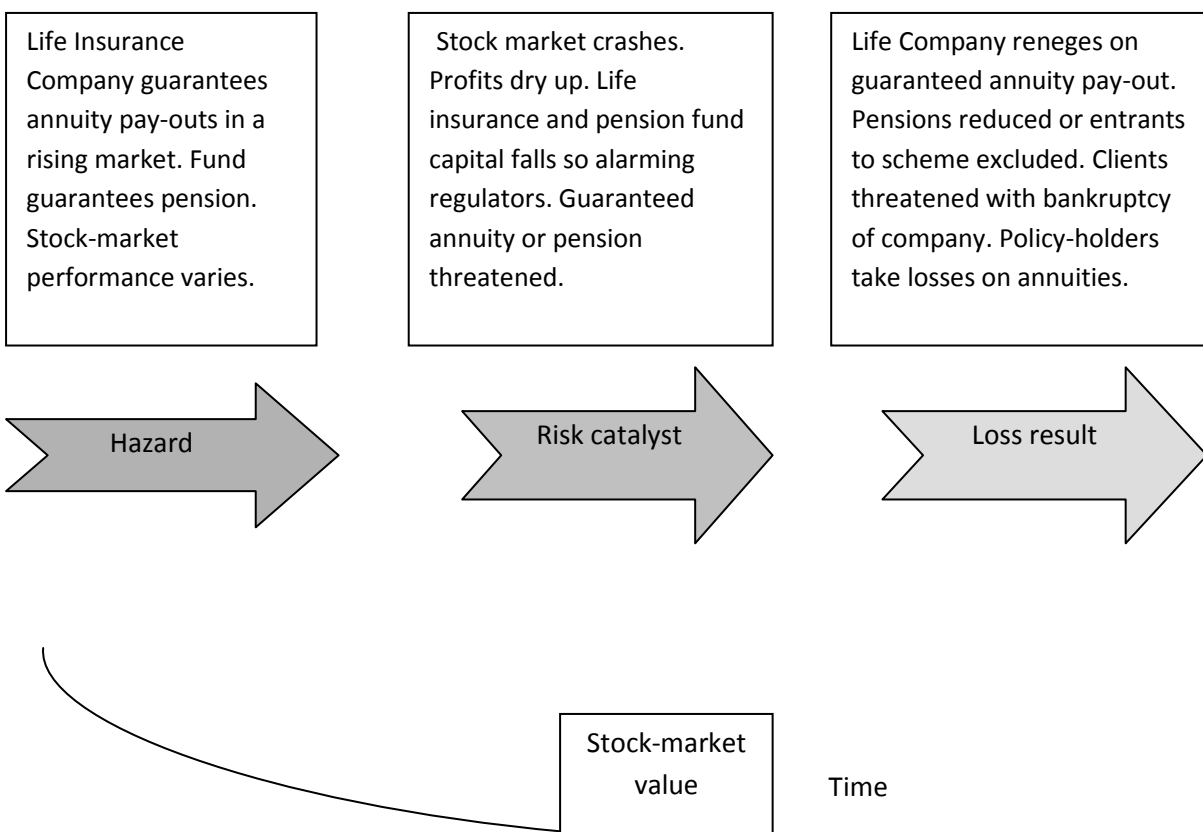 Life Insurance
Company guarantees
annuity pay-outs in a
rising market. Fund
guarantees pension.
Stock-market
performance varies.
Stock market crashes.
Profits dry up. Life
insurance and pension fund
capital falls so alarming
regulators. Guaranteed
annuity or pension
threatened.
Life Company reneges on
guaranteed annuity pay-out.
Pensions reduced or entrants
to scheme excluded. Clients
threatened with bankruptcy
of company. Policy-holders
take losses on annuities.
Hazard
Risk catalyst
Loss result
Stock-market
value
Time